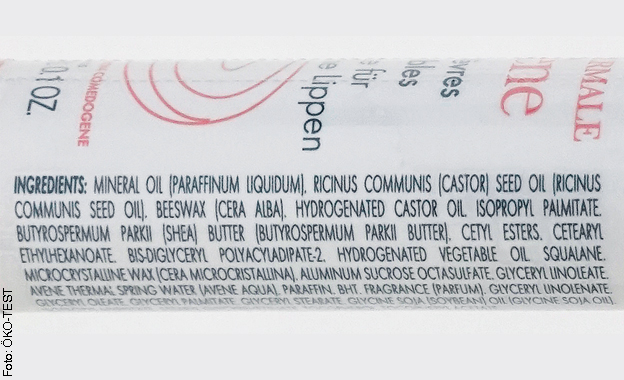 ERMALE
ène
èvres
bles
s für
e Lippen
COMEDOGENE
0.1 OZ.
INGREDIENTS: MINERAL OIL (PARAFFINUM LIQUIDUM). RICINUS COMMUNIS (CASTOR) SEED OIL (RICINUS
COMMUNIS SEED OIL). BEESWAX (CERA ALBA). HYDROGENATED CASTOR OIL. ISOPROPYL PALMITATE.
BUTYROSPERMUM PARKII (SHEA) BUTTER (BUTYROSPERMUM PARKII BUTTER). CETYL ESTERS. CETEARYL
ETHYLHEXANOATE. BIS-DIGLYCERYL POLYACYLADIPATE-2. HYDROGENATED VEGETABLE OIL. SQUALANE.
MICROCRYSTALLINE WAX (CERA MICROCRISTALLINA). ALUMINUM SUCROSE OCTASULFATE. GLYCERYL LINOLEATE.
AVENE THERMAL SPRING WATER (AVENE AQUA). PARAFFIN. BHT. FRAGRANCE (PARFUM). GLYCERYL LINOLENATE.
GLYCERYL OLEATE. GLYCERYL PALMITATE. GLYCERYL STEARATE. GLYCINE SOJA (SOYBEAN) OIL (GLYCINE SOJA OIL).
Foto: ÖKO-TEST